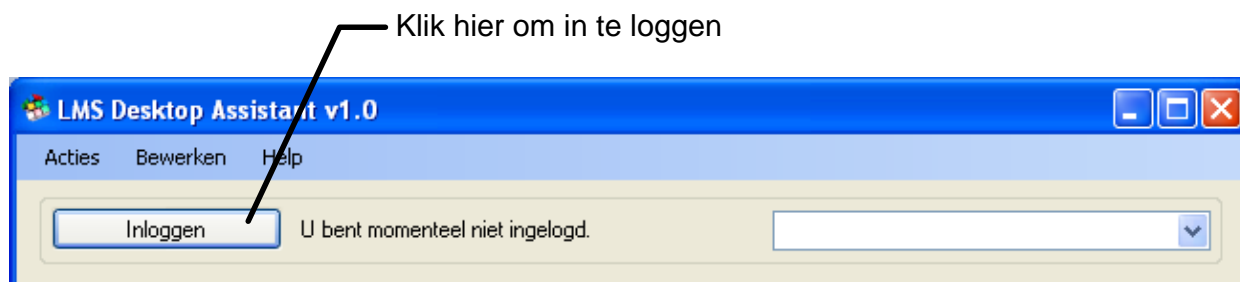 Klik hier om in te loggen
LMS Desktop Assistant v1.0
Acties Bewerken Help
Inloggen U bent momenteel niet ingelogd.